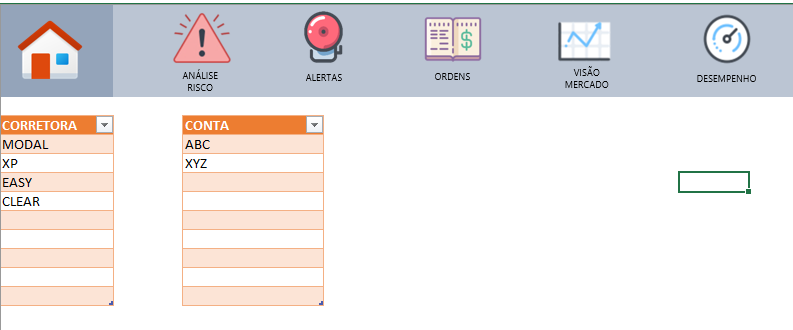 ANÁLISE
RISCO
ALERTAS
ORDENS
VISÃO
MERCADO
DESEMPENHO
CORRETORA
CONTA
MODAL
ABC
XP
XYZ
EASY
CLEAR